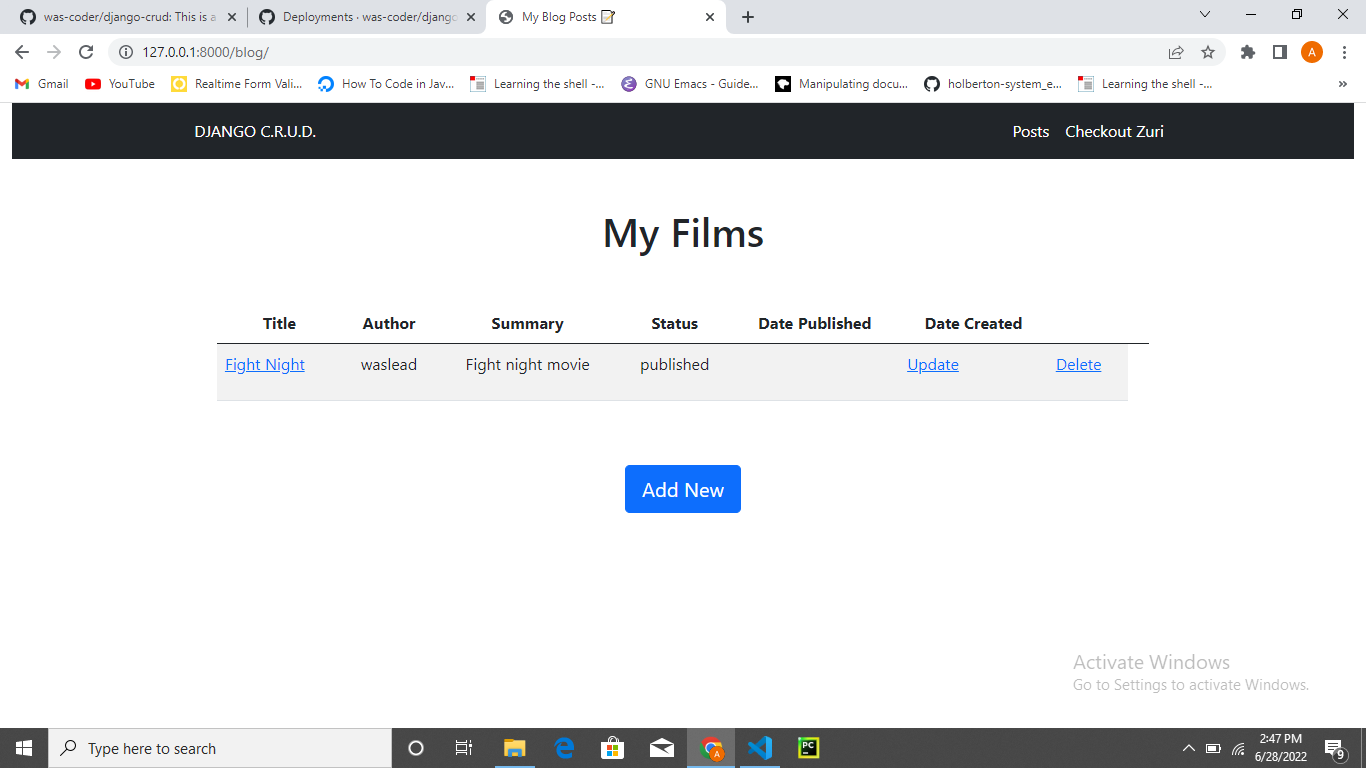 was-coder/django-crud: This is a
Deployments · was-coder/django
My Blog Posts 📝
127.0.0.1:8000/blog/
A
Gmail
YouTube
Realtime Form Vali...
How To Code in Jav...
Learning the shell -...
GNU Emacs - Guide...
Manipulating docu...
holberton-system_e...
Learning the shell -...
»
DJANGO C.R.U.D.
Posts
Checkout Zuri
My Films
Title Author Summary Status Date Published Date Created
Fight Night waslead Fight night movie published Update Delete
Add New
Activate Windows
Go to Settings to activate Windows.
Type here to search
A
PC
2:47 PM
6/28/2022
9